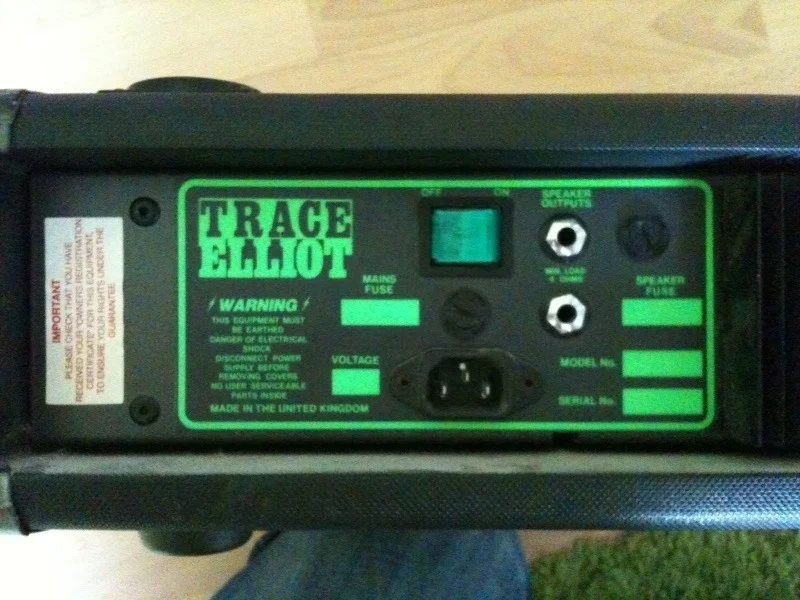 IMPORTANT
PLEASE CHECK THAT YOU HAVE
RECEIVED YOUR "OWNERS REGISTRATION
CERTIFICATE" FOR THIS EQUIPMENT,
TO ENSURE YOUR RIGHTS UNDER THE
GUARANTEE
TRACE
ELLIOT
WARNING
THIS EQUIPMENT MUST
BE EARTHED
DANGER OF ELECTRICAL
SHOCK
DISCONNECT POWER
SUPPLY BEFORE
REMOVING COVERS
NO USER SERVICEABLE
PARTS INSIDE
MADE IN THE UNITED KINGDOM
MAINS
FUSE
VOLTAGE
OFF ON
SPEAKER
OUTPUTS
MIN. LOAD
4 OHMS
SPEAKER
FUSE
MODEL No.
SERIAL No.